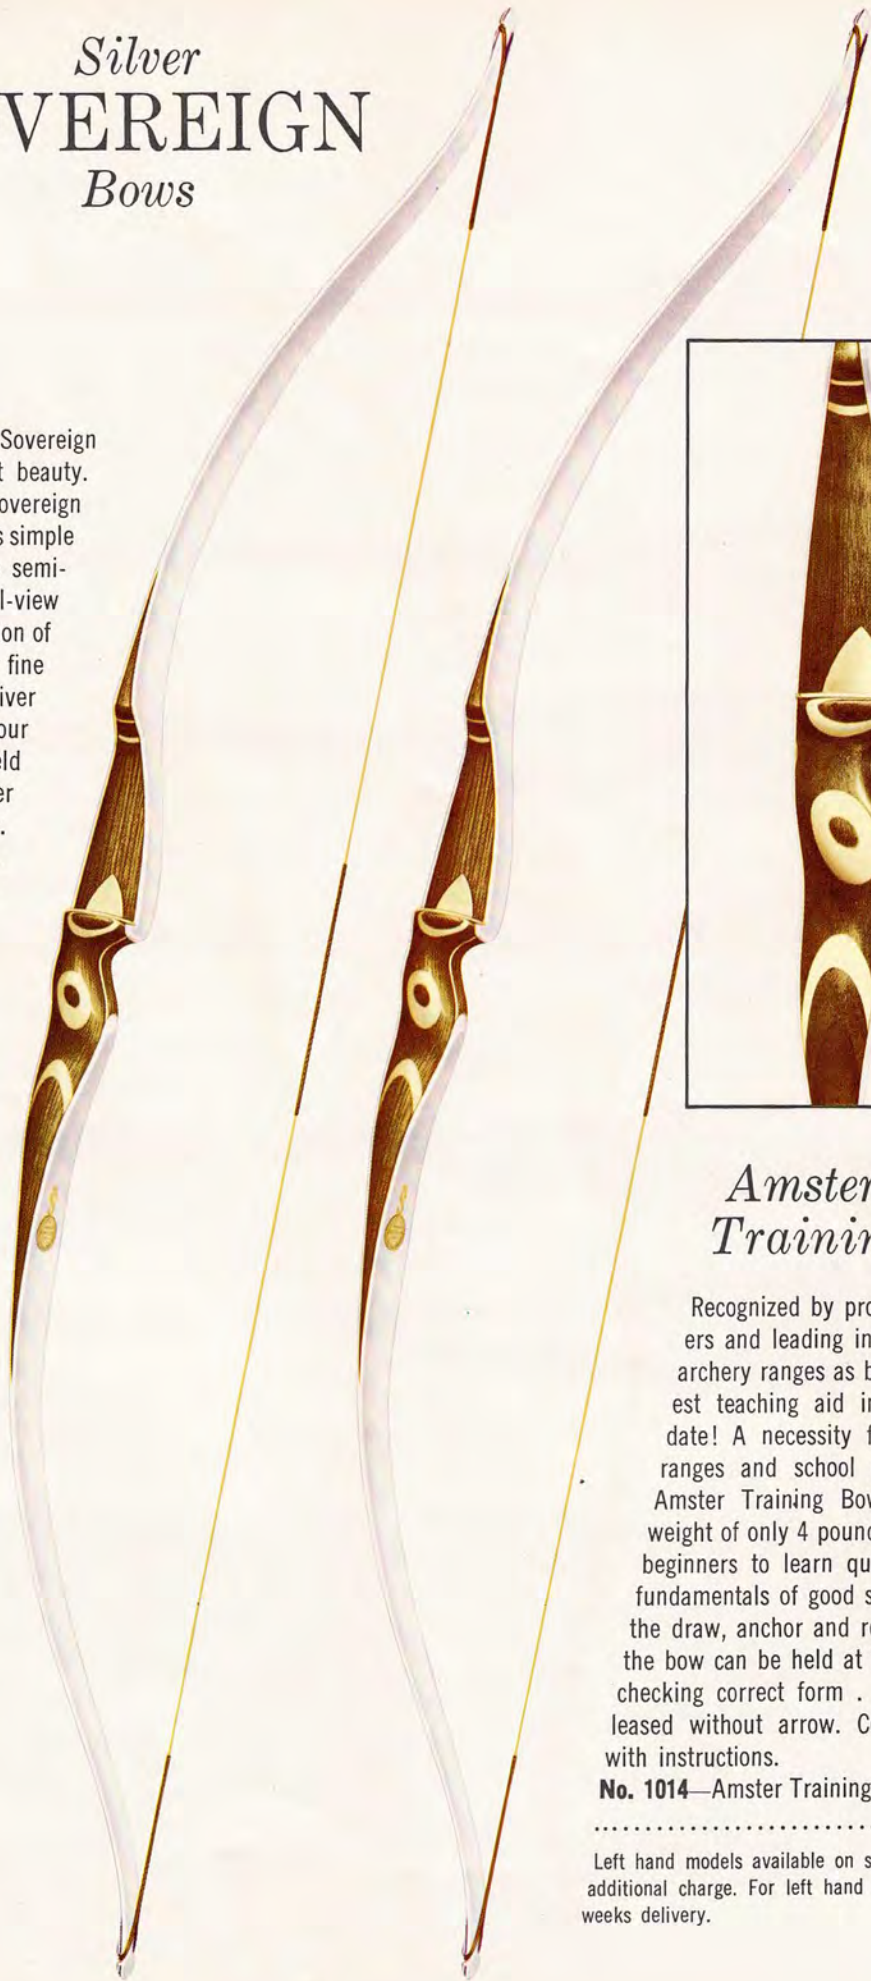 Silver
VEREIGN
Bows
Sovereign
t beauty.
overeign
s simple
semi-
l-view
on of
fine
iver
our
eld
er
.
Amster
Trainin
Recognized by pro
ers and leading in
archery ranges as b
est teaching aid in
date! A necessity f
ranges and school
Amster Training Bow
weight of only 4 pound
beginners to learn qu
fundamentals of good s
the draw, anchor and re
the bow can be held at
checking correct form .
leased without arrow. C
with instructions.
No. 1014—Amster Training
........................
Left hand models available on s
additional charge. For left hand
weeks delivery.